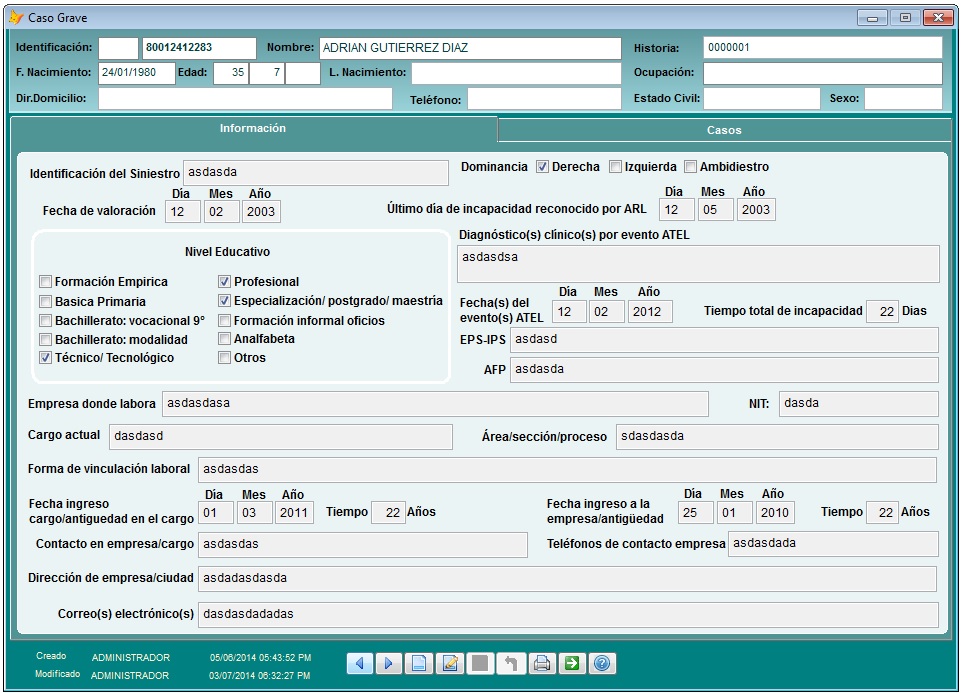 Caso Grave
Identificación: 80012412283 Nombre: ADRIAN GUTIERREZ DIAZ Historia: 0000001
F. Nacimiento: 24/01/1980 Edad: 35 7 L. Nacimiento: Ocupación:
Dir.Domicilio: Teléfono: Estado Civil: Sexo:
Información Casos
Identificación del Siniestro asdasda Dominancia Derecha Izquierda Ambidiestro
Día Mes Año Día Mes Año
Fecha de valoración 12 02 2003 Último día de incapacidad reconocido por ARL 12 05 2003
Nivel Educativo
Formación Empirica Profesional
Basica Primaria Especialización/ postgrado/ maestría
Bachillerato: vocacional 9° Formación informal oficios
Bachillerato: modalidad Analfabeta
Técnico/ Tecnológico Otros
Diagnóstico(s) clínico(s) por evento ATEL
asdasdsa
Día Mes Año
Fecha(s) del
evento(s) ATEL 12 02 2012 Tiempo total de incapacidad 22 Dias
EPS-IPS asdasd
AFP asdasda
Empresa donde labora asdasdasa NIT: dasda
Cargo actual dasdasd Área/sección/proceso sdasdasda
Forma de vinculación laboral asdasdas
Día Mes Año Día Mes Año
Fecha ingreso
cargo/antiguedad en el cargo 01 03 2011 Tiempo 22 Años
Fecha ingreso a la
empresa/antigüedad 25 01 2010 Tiempo 22 Años
Contacto en empresa/cargo asdasdas Teléfonos de contacto empresa asdasdada
Dirección de empresa/ciudad asdadasdasda
Correo(s) electrónico(s) dasdasdadadas
Creado ADMINISTRADOR 05/06/2014 05:43:52 PM
Modificado ADMINISTRADOR 03/07/2014 06:32:27 PM